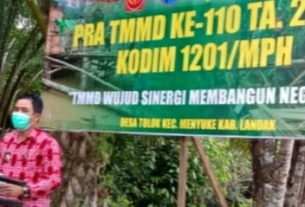 PRA TMMD KE-110 TA. 2
KODIM 1201/MPH
"TMMD WUJUD SINERGI MEMBANGUN NEG
DESA TOLOK KEC. MENYUKE KAB. LANDAK